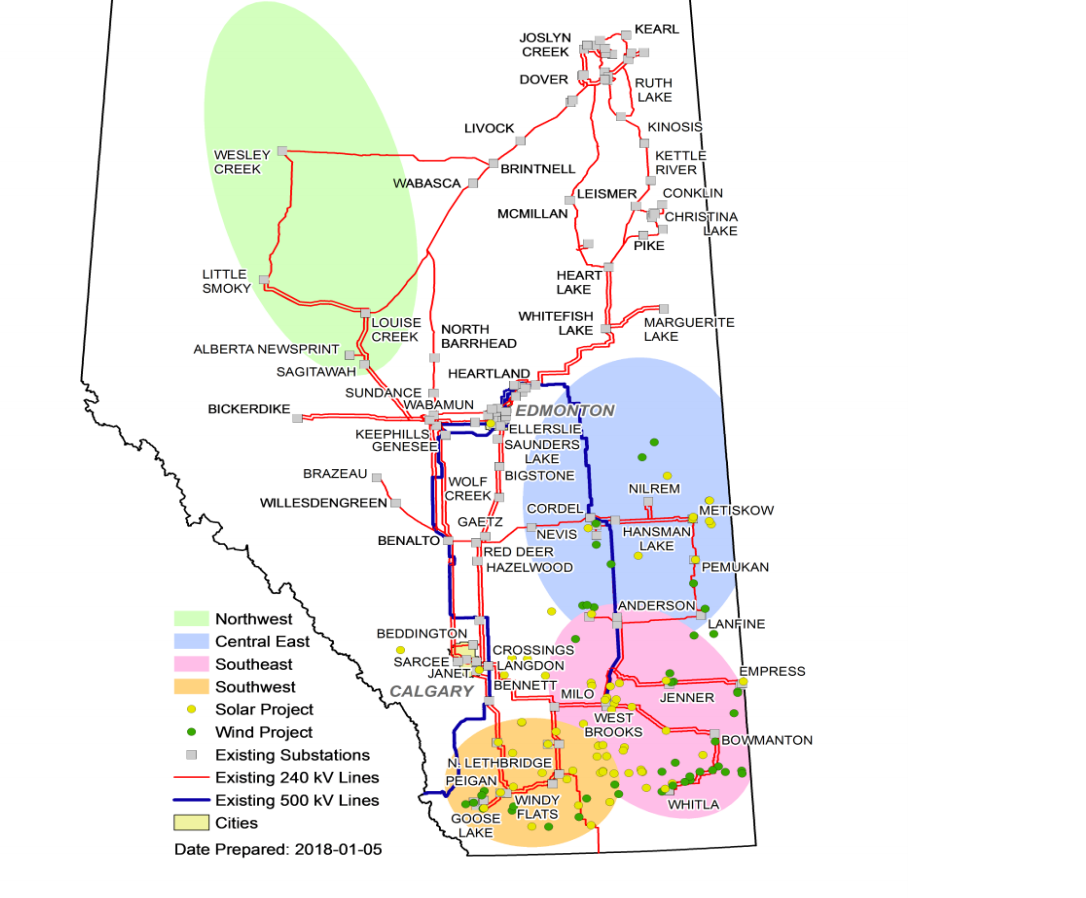 KEARL
JOSLYN
CREEK
DOVER
RUTH
LAKE
LIVOCK
KINOSIS
WESLEY
CREEK
BRINTNELL
KETTLE
RIVER
WABASCA
LEISMER
CONKLIN
MCMILLAN
CHRISTINA
LAKE
PIKE
LITTLE
SMOKY
HEART
LAKE
WHITEFISH
LAKE
MARGUERITE
LAKE
LOUISE
CREEK
NORTH
BARRHEAD
ALBERTA NEWSPRINT
SAGITAWAH
HEARTLAND
SUNDANCE
WABAMUN
BICKERDIKE
EDMONTON
KEEPHILLS
GENESEE
ELLERSLIE
SAUNDERS
LAKE
BRAZEAU
BIGSTONE
WOLF
CREEK
WILLESDENGREEN
NILREM
CORDEL
METISKOW
GAETZ
NEVIS
HANSMAN
LAKE
BENALTO
RED DEER
HAZELWOOD
PEMUKAN
ANDERSON
LANFINE
Northwest
Central East
Southeast
Southwest
Solar Project
Wind Project
Existing Substations
Existing 240 kV Lines
Existing 500 kV Lines
Cities
Date Prepared: 2018-01-05
BEDDINGTON
CROSSINGS
SARCEE
LANGDON
JANET
EMPRESS
CALGARY
BENNETT
MILO
JENNER
WEST
BROOKS
BOWMANTON
N. LETHBRIDGE
PEIGAN
WINDY
FLATS
WHITLA
GOOSE
LAKE